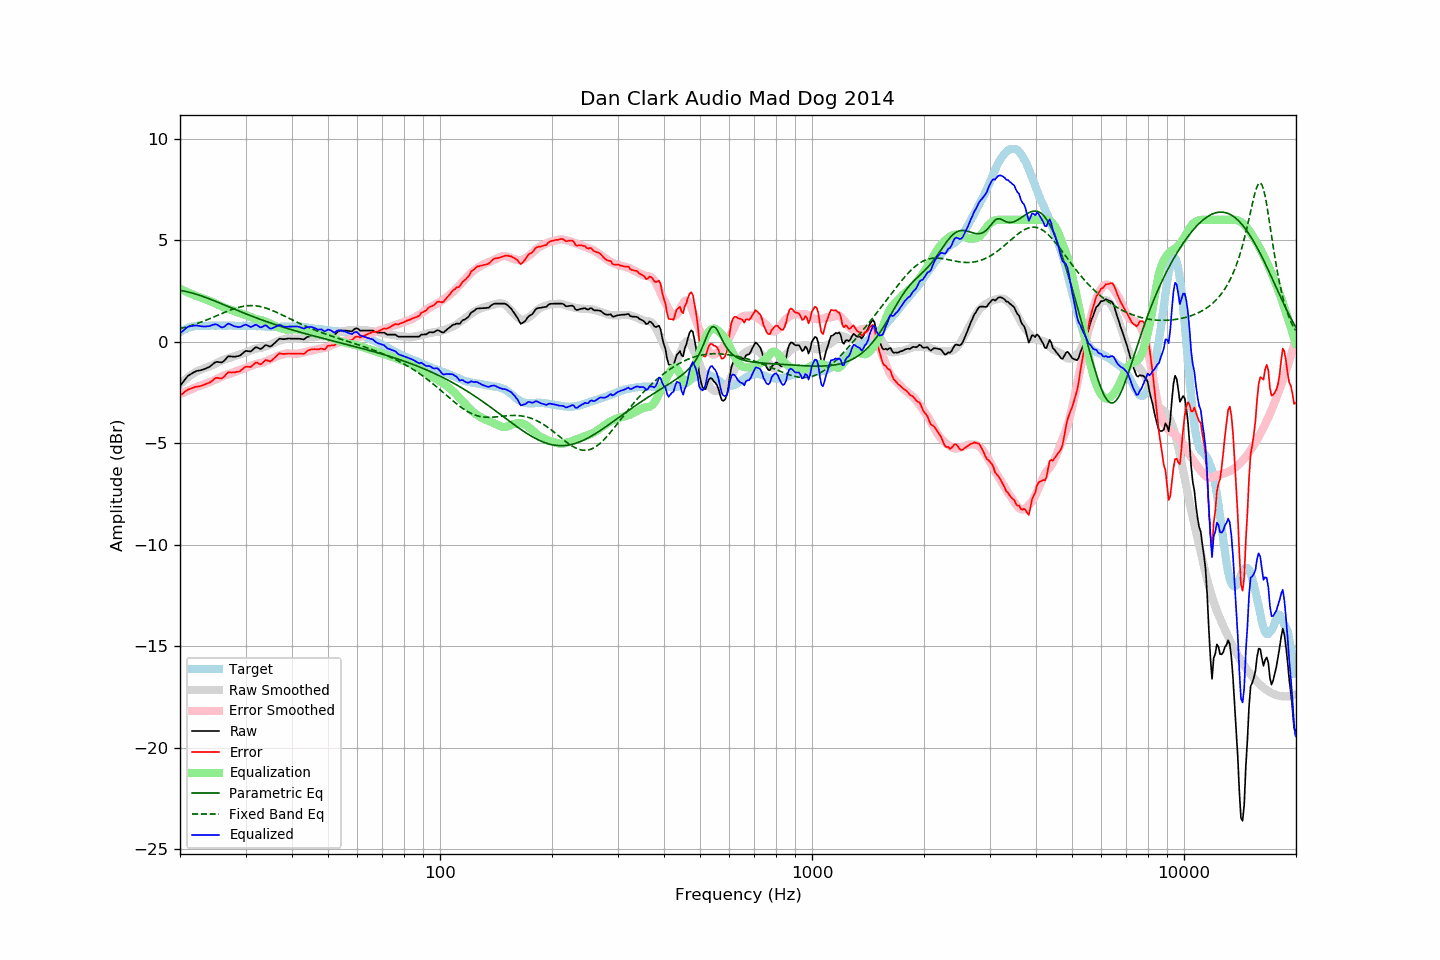 Dan Clark Audio Mad Dog 2014
Amplitude (dBr)
10
5
0
−5
−10
−15
−20
−25
Target
Raw Smoothed
Error Smoothed
Raw
Error
Equalization
Parametric Eq
Fixed Band Eq
Equalized
100
1000
10000
Frequency (Hz)